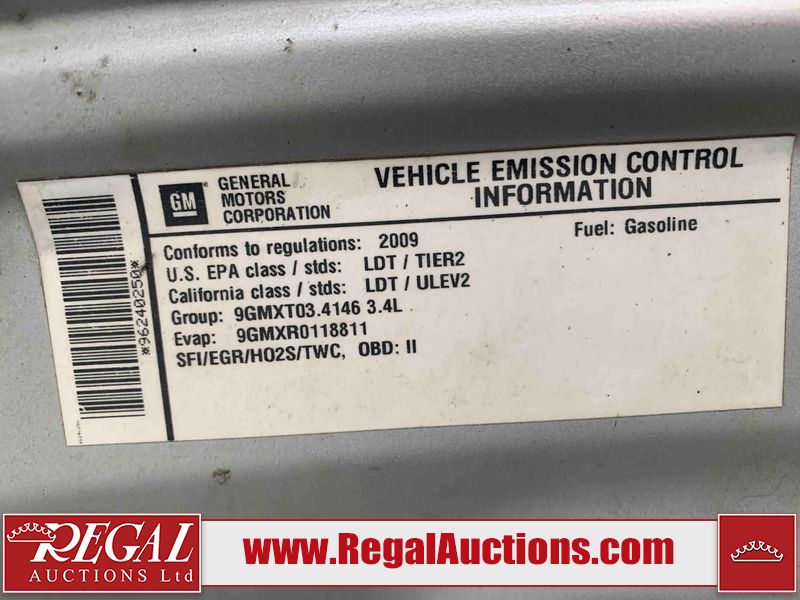 GM
GENERAL
MOTORS
CORPORATION
VEHICLE EMISSION CONTROL
INFORMATION
Conforms to regulations: 2009
Fuel: Gasoline
U.S. EPA class / stds: LDT / TIER2
California class / stds: LDT / ULEV2
Group: 9GMXT03.4146 3.4L
Evap: 9GMXR0118811
SFI/EGR/HO2S/TWC, OBD: II
*96240250*
REGAL
AUCTIONS Ltd
www.RegalAuctions.com